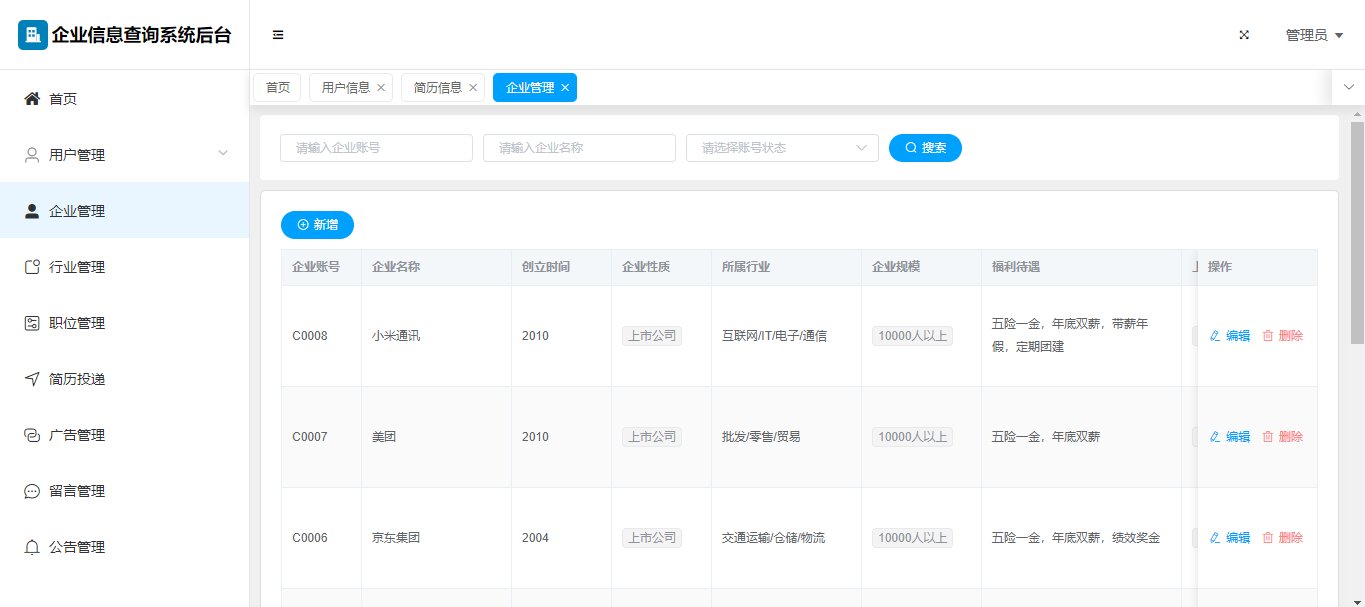 企业信息查询系统后台
管理员
首页
用户管理
企业管理
行业管理
职位管理
简历投递
广告管理
留言管理
公告管理
首页 用户信息 简历信息 企业管理
请输入企业账号 请输入企业名称 请选择账号状态 搜索
新增
企业账号 企业名称 创立时间 企业性质 所属行业 企业规模 福利待遇 操作
C0008 小米通讯 2010 上市公司 互联网/IT/电子/通信 10000人以上 五险一金，年底双薪，带薪年
假，定期团建 编辑 删除
C0007 美团 2010 上市公司 批发/零售/贸易 10000人以上 五险一金，年底双薪 编辑 删除
C0006 京东集团 2004 上市公司 交通运输/仓储/物流 10000人以上 五险一金，年底双薪，绩效奖金 编辑 删除